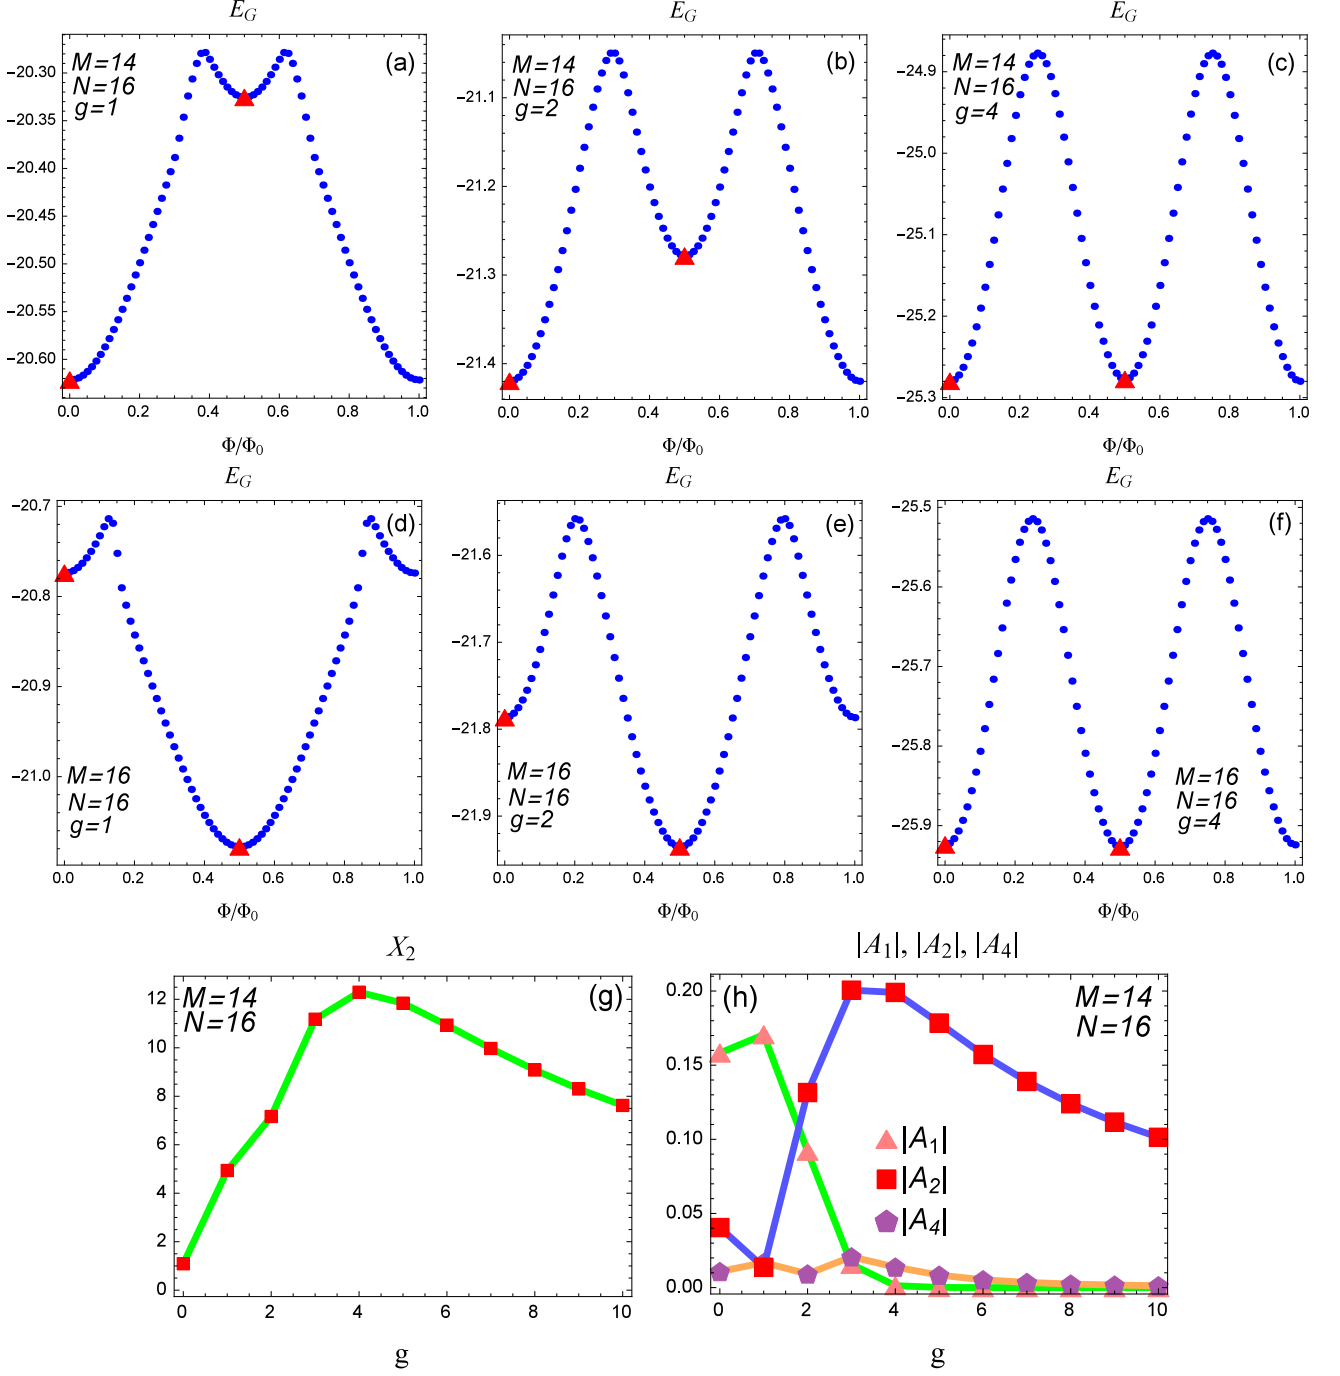 E_G
(a)
M=14
N=16
g=1
−20.30
−20.35
−20.40
−20.45
−20.50
−20.55
−20.60
0.0 0.2 0.4 0.6 0.8 1.0
Φ/Φ₀
E_G
(b)
M=14
N=16
g=2
−21.1
−21.2
−21.3
−21.4
0.0 0.2 0.4 0.6 0.8 1.0
Φ/Φ₀
E_G
(c)
M=14
N=16
g=4
−24.9
−25.0
−25.1
−25.2
−25.3
0.0 0.2 0.4 0.6 0.8 1.0
Φ/Φ₀
E_G
(d)
−20.7
−20.8
−20.9
−21.0
M=16
N=16
g=1
0.0 0.2 0.4 0.6 0.8 1.0
Φ/Φ₀
E_G
(e)
−21.6
−21.7
−21.8
−21.9
M=16
N=16
g=2
0.0 0.2 0.4 0.6 0.8 1.0
Φ/Φ₀
E_G
(f)
−25.5
−25.6
−25.7
−25.8
−25.9
M=16
N=16
g=4
0.0 0.2 0.4 0.6 0.8 1.0
Φ/Φ₀
X₂
(g)
M=14
N=16
12
10
8
6
4
2
0
0 2 4 6 8 10
g
|A₁|, |A₂|, |A₄|
(h)
M=14
N=16
0.20
0.15
0.10
0.05
0.00
|A₁|
|A₂|
|A₄|
0 2 4 6 8 10
g